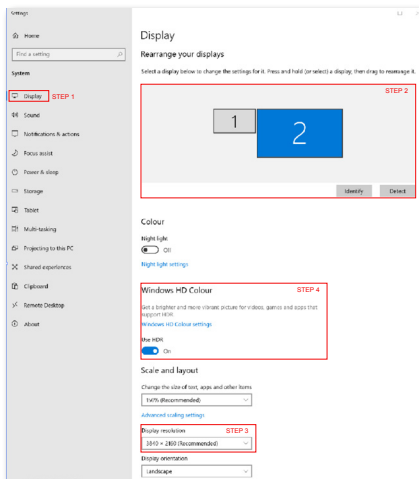 Settings
Home
Find a setting
System
Display STEP 1
Sound
Notifications & actions
Focus assist
Power & sleep
Storage
Tablet
Multi-tasking
Projecting to this PC
Shared experiences
Clipboard
Remote Desktop
About
Display
Rearrange your displays
Select a display below to change the settings for it. Press and hold (or select) a display, then drag to rearrange it.
STEP 2
1 2
Identify Detect
Colour
Night light
Off
Night light settings
Windows HD Colour STEP 4
Get a brighter and more vibrant picture for videos, games and apps that
support HDR.
Windows HD Colour settings
Use HDR
On
Scale and layout
Change the size of text, apps and other items
150% (Recommended)
Advanced scaling settings
Display resolution STEP 3
3840 × 2160 (Recommended)
Display orientation
Landscape